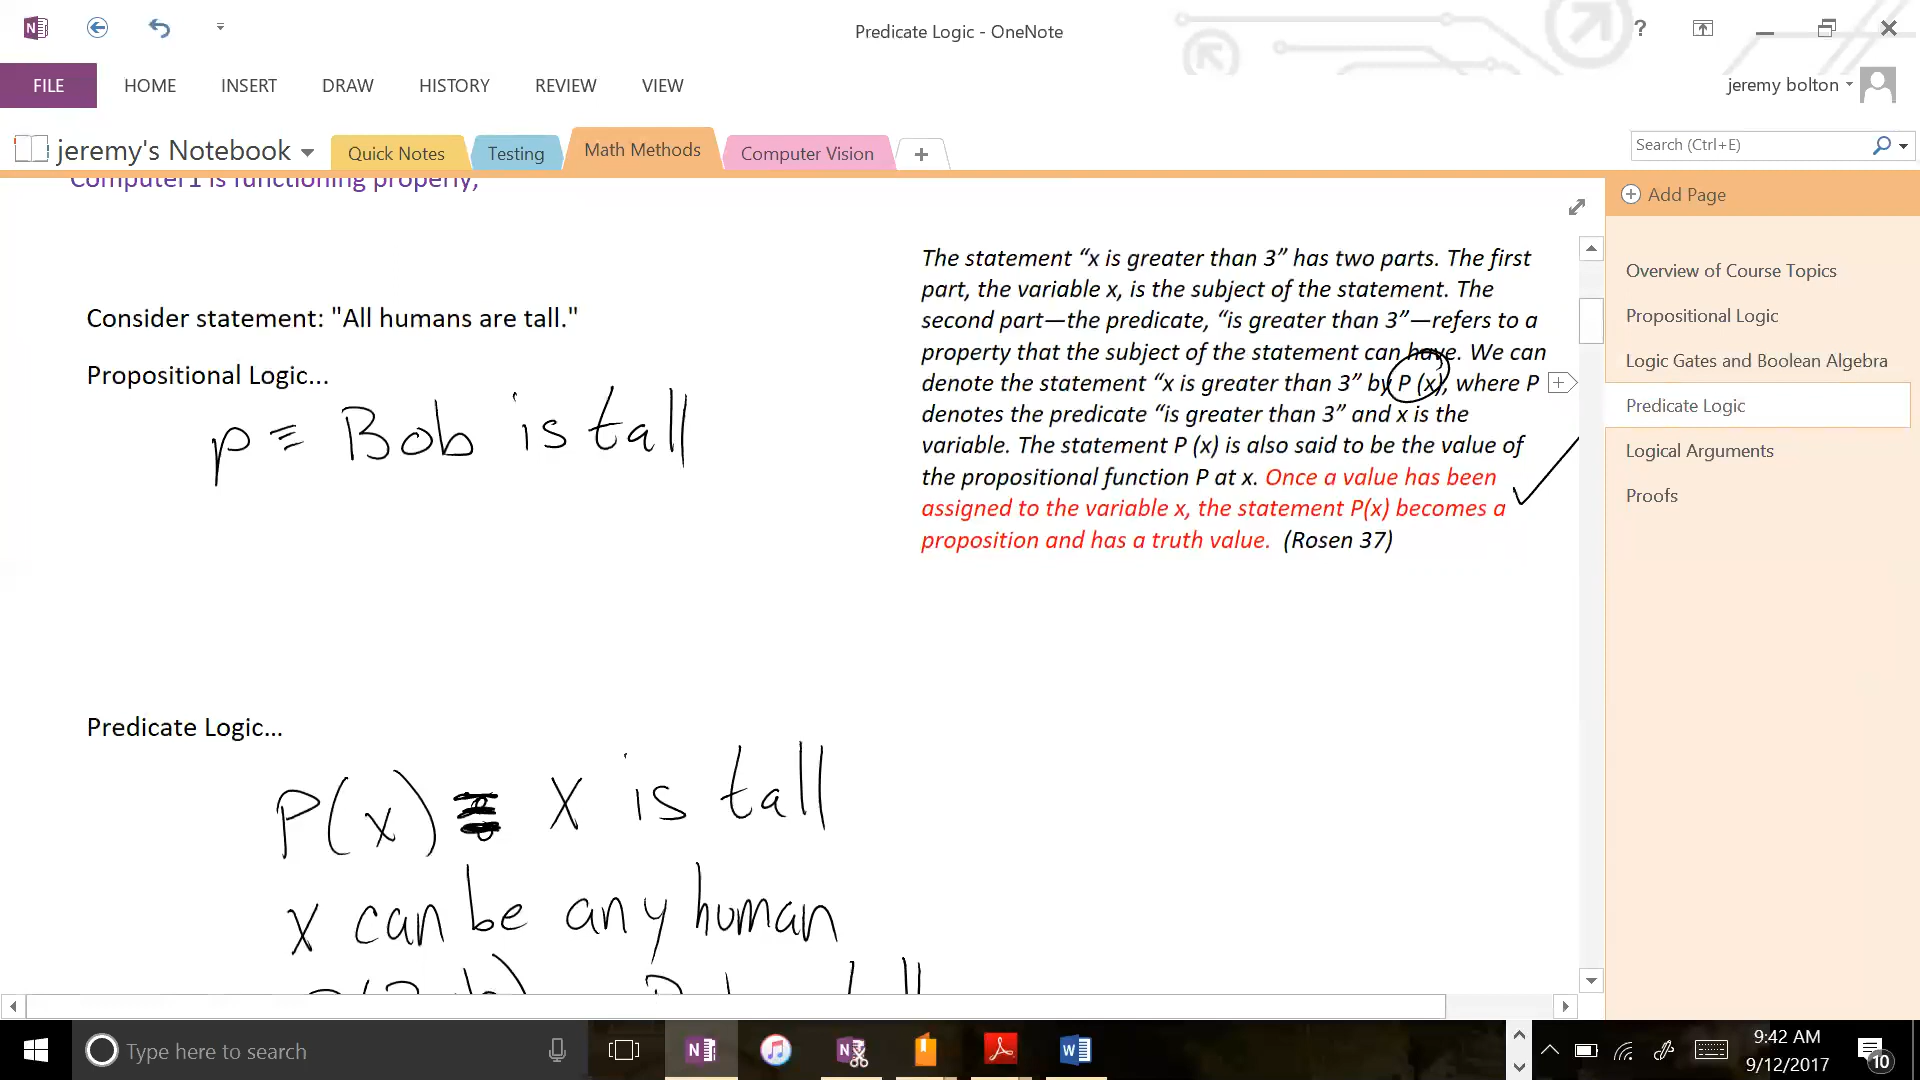 Predicate Logic - OneNote
?
FILE HOME INSERT DRAW HISTORY REVIEW VIEW
jeremy bolton
jeremy's Notebook Quick Notes Testing Math Methods Computer Vision +
Search (Ctrl+E)
Computer1 is functioning properly,
Consider statement: "All humans are tall."
Propositional Logic...
p ≡ Bob is tall
The statement “x is greater than 3” has two parts. The first
part, the variable x, is the subject of the statement. The
second part—the predicate, “is greater than 3”—refers to a
property that the subject of the statement can have. We can
denote the statement “x is greater than 3” by P (x), where P
denotes the predicate “is greater than 3” and x is the
variable. The statement P (x) is also said to be the value of
the propositional function P at x. Once a value has been
assigned to the variable x, the statement P(x) becomes a
proposition and has a truth value. (Rosen 37)
Predicate Logic...
P(x) ≡ X is tall
x can be any human
Add Page
Overview of Course Topics
Propositional Logic
Logic Gates and Boolean Algebra
Predicate Logic
Logical Arguments
Proofs
Type here to search
9:42 AM
9/12/2017
10